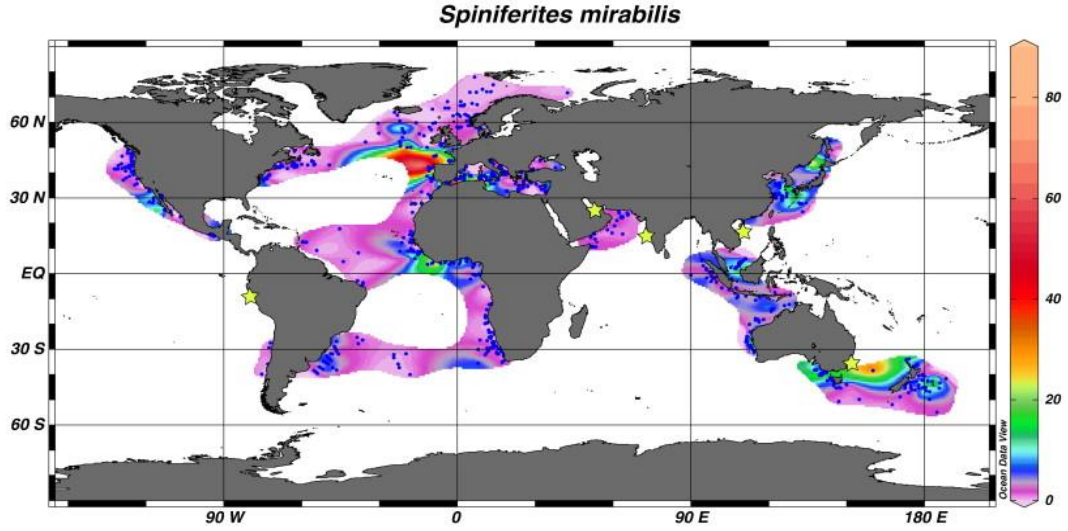 Spiniferites mirabilis
60 N
30 N
EQ
30 S
60 S
90 W
0
90 E
180 E
80
60
40
20
0
Ocean Data View